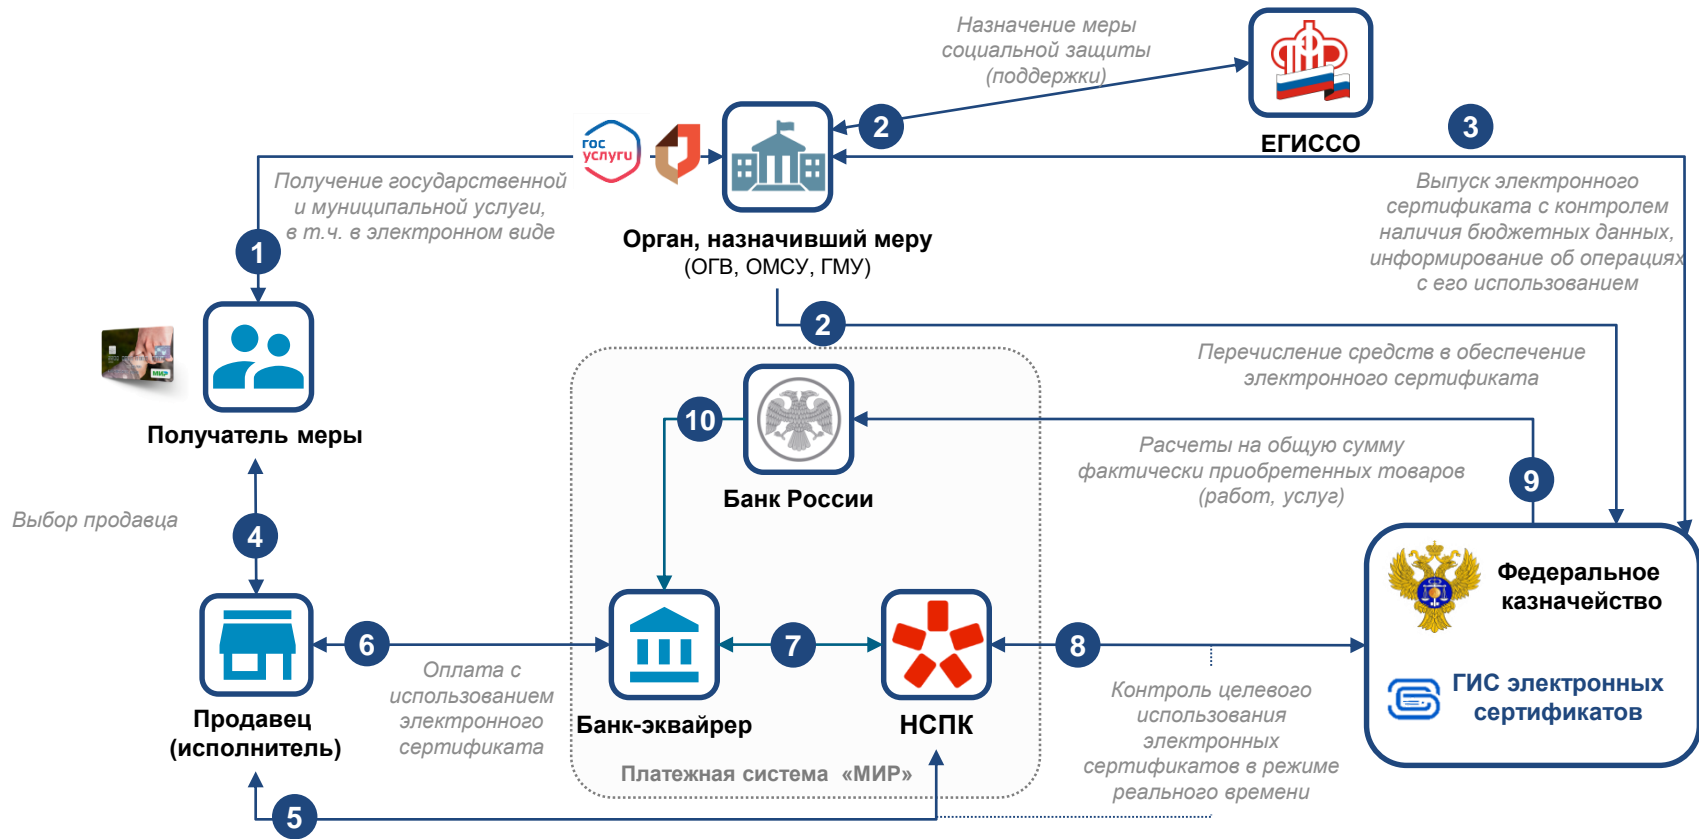 Назначение меры
социальной защиты
(поддержки)
2
ЕГИССО
3
гос
услуги
Получение государственной
и муниципальной услуги,
в т.ч. в электронном виде
1
Орган, назначивший меру
(ОГВ, ОМСУ, ГМУ)
Выпуск электронного
сертификата с контролем
наличия бюджетных данных,
информирование об операциях
с его использованием
2
Перечисление средств в обеспечение
электронного сертификата
МИР
Получатель меры
10
Банк России
Расчеты на общую сумму
фактически приобретенных товаров
(работ, услуг)
9
Выбор продавца
4
Федеральное
казначейство
ГИС электронных
сертификатов
6
Оплата с
использованием
электронного
сертификата
7
8
Контроль целевого
использования
электронных
сертификатов в режиме
реального времени
Продавец
(исполнитель)
Банк-эквайрер
НСПК
Платежная система «МИР»
5